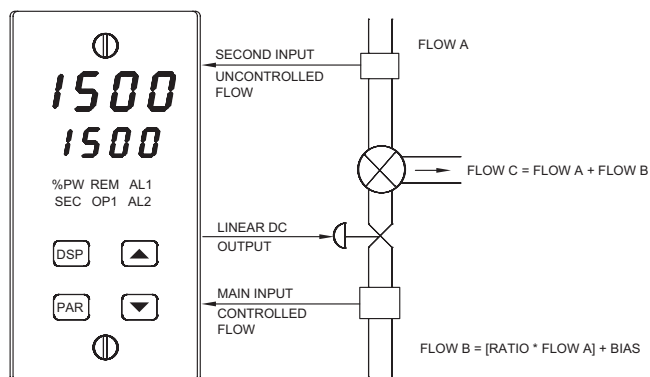 1500
1500
%PW REM AL1
SEC OP1 AL2
DSP
PAR
SECOND INPUT
UNCONTROLLED
FLOW
LINEAR DC
OUTPUT
MAIN INPUT
CONTROLLED
FLOW
FLOW A
FLOW C = FLOW A + FLOW B
FLOW B = [RATIO * FLOW A] + BIAS